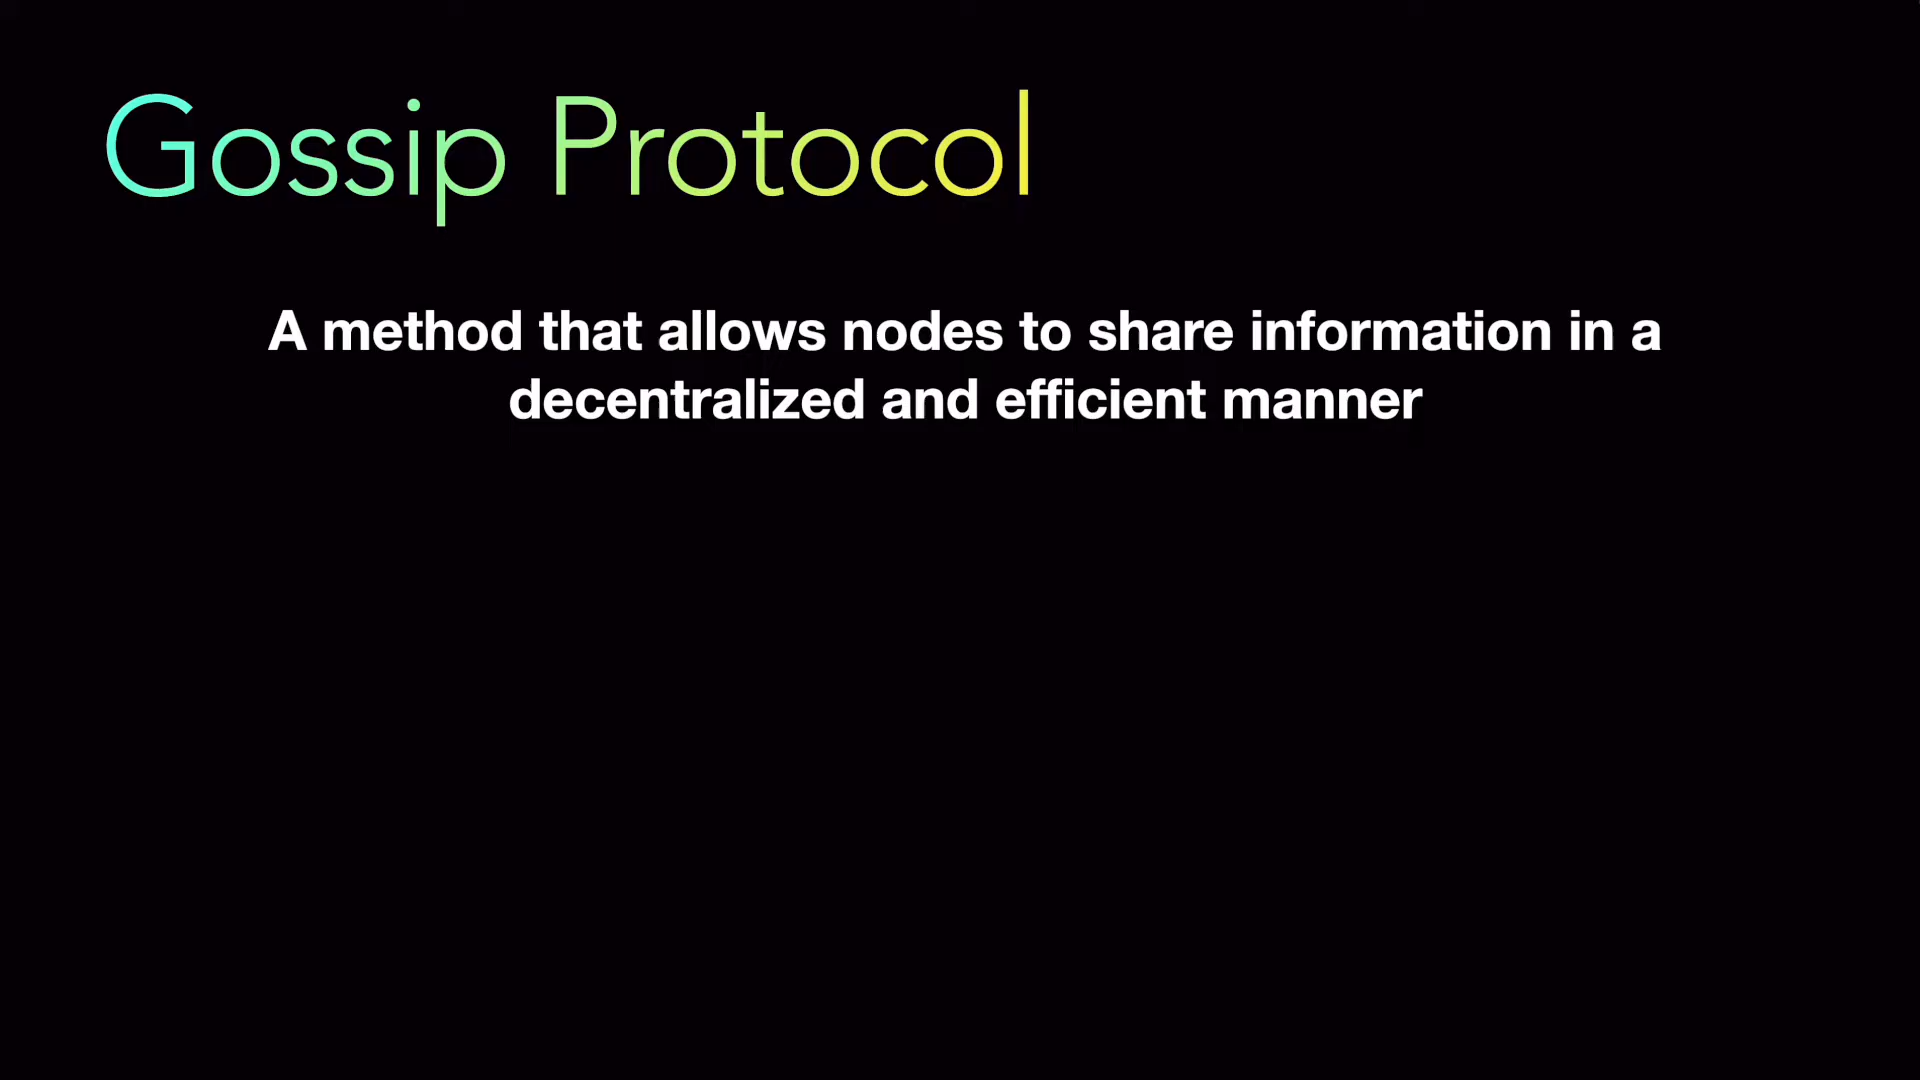 Gossip Protocol
A method that allows nodes to share information in a
decentralized and efficient manner